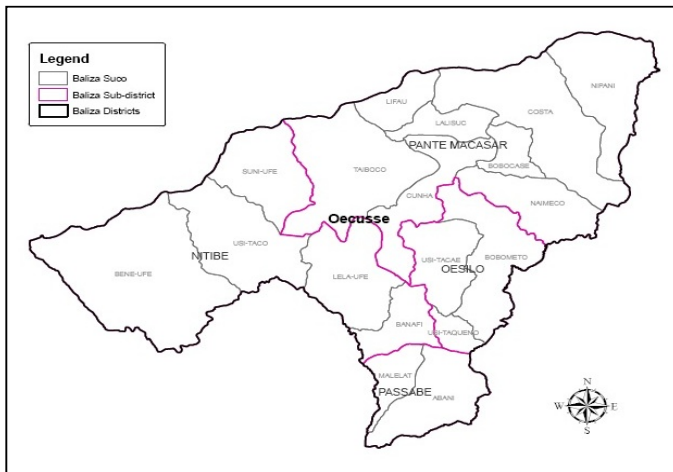 Legend
Baliza Suco
Baliza Sub-district
Baliza Districts
NIPANI
LIFAU
COSTA
LALISUC
PANTE MACASAR
BOBOCASE
SUNI-UFE
TAIBOCO
CUNHA
NAIMECO
Oecusse
USI-TACO
NITIBE
USI-TACAE
BOBOMETO
OESILO
BENE-UFE
LELA-UFE
BANAFI
USI-TAQUENO
MALELAT
PASSABE
ABANI
N
W
E
S